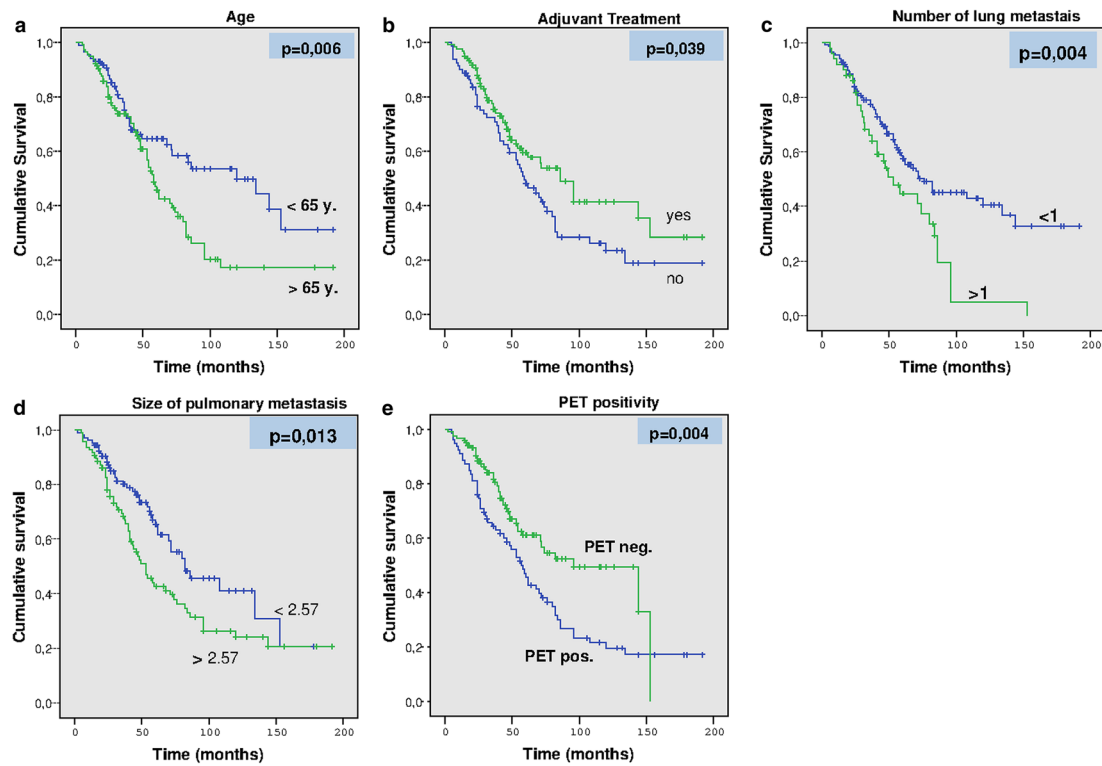 a
Age
p=0,006
Cumulative Survival
1,0
0,8
0,6
0,4
0,2
0,0
< 65 y.
> 65 y.
0 50 100 150 200
Time (months)
b
Adjuvant Treatment
p=0,039
Cumulative Survival
1,0
0,8
0,6
0,4
0,2
0,0
yes
no
0 50 100 150 200
Time (months)
c
Number of lung metastais
p=0,004
Cumulative Survival
1,0
0,8
0,6
0,4
0,2
0,0
<1
>1
0 50 100 150 200
Time (months)
d
Size of pulmonary metastasis
p=0,013
Cumulative survival
1,0
0,8
0,6
0,4
0,2
0,0
< 2.57
> 2.57
0 50 100 150 200
Time (months)
e
PET positivity
p=0,004
Cumulative survival
1,0
0,8
0,6
0,4
0,2
0,0
PET neg.
PET pos.
0 50 100 150 200
Time (months)